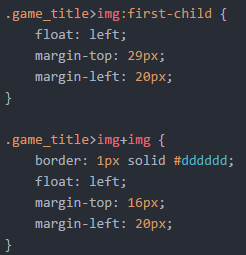 .game_title>img:first-child {
    float: left;
    margin-top: 29px;
    margin-left: 20px;
}

.game_title>img+img {
    border: 1px solid #dddddd;
    float: left;
    margin-top: 16px;
    margin-left: 20px;
}